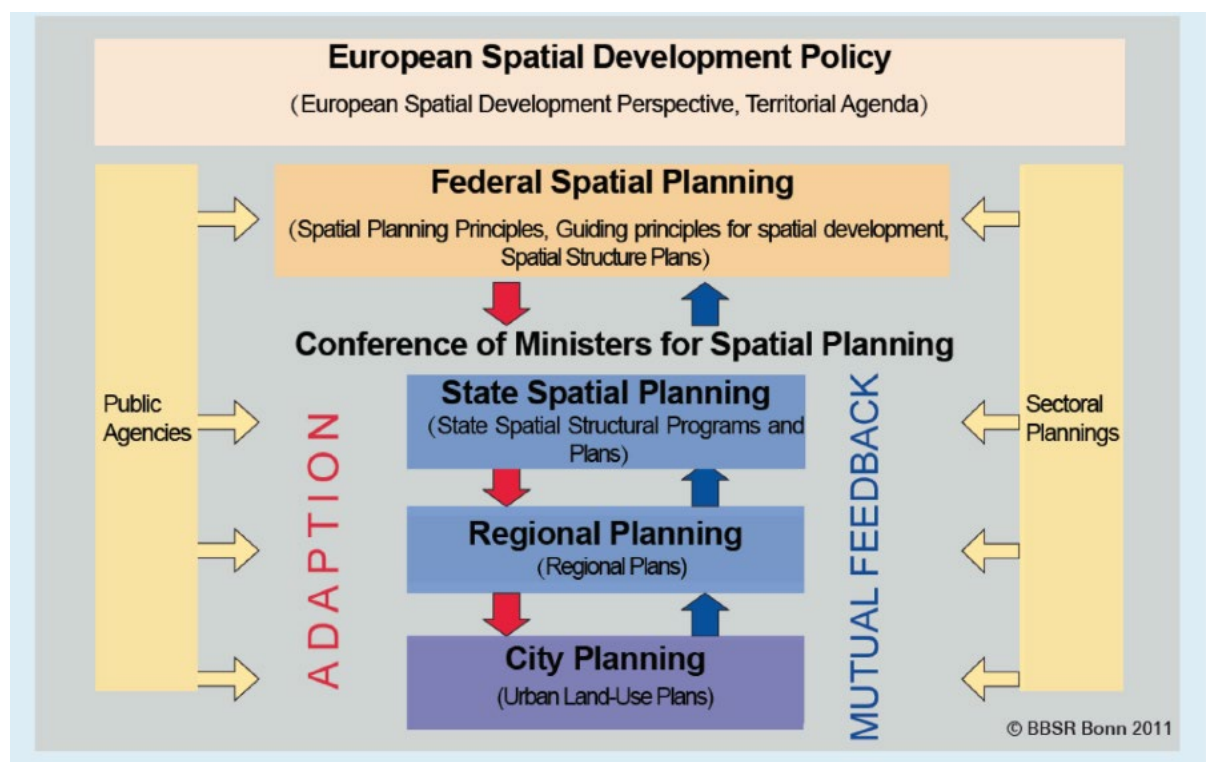 European Spatial Development Policy
(European Spatial Development Perspective, Territorial Agenda)
Federal Spatial Planning
(Spatial Planning Principles, Guiding principles for spatial development,
Spatial Structure Plans)
Conference of Ministers for Spatial Planning
Public
Agencies
ADAPTION
State Spatial Planning
(State Spatial Structural Programs and
Plans)
Regional Planning
(Regional Plans)
City Planning
(Urban Land-Use Plans)
MUTUAL FEEDBACK
Sectoral
Plannings
© BBSR Bonn 2011